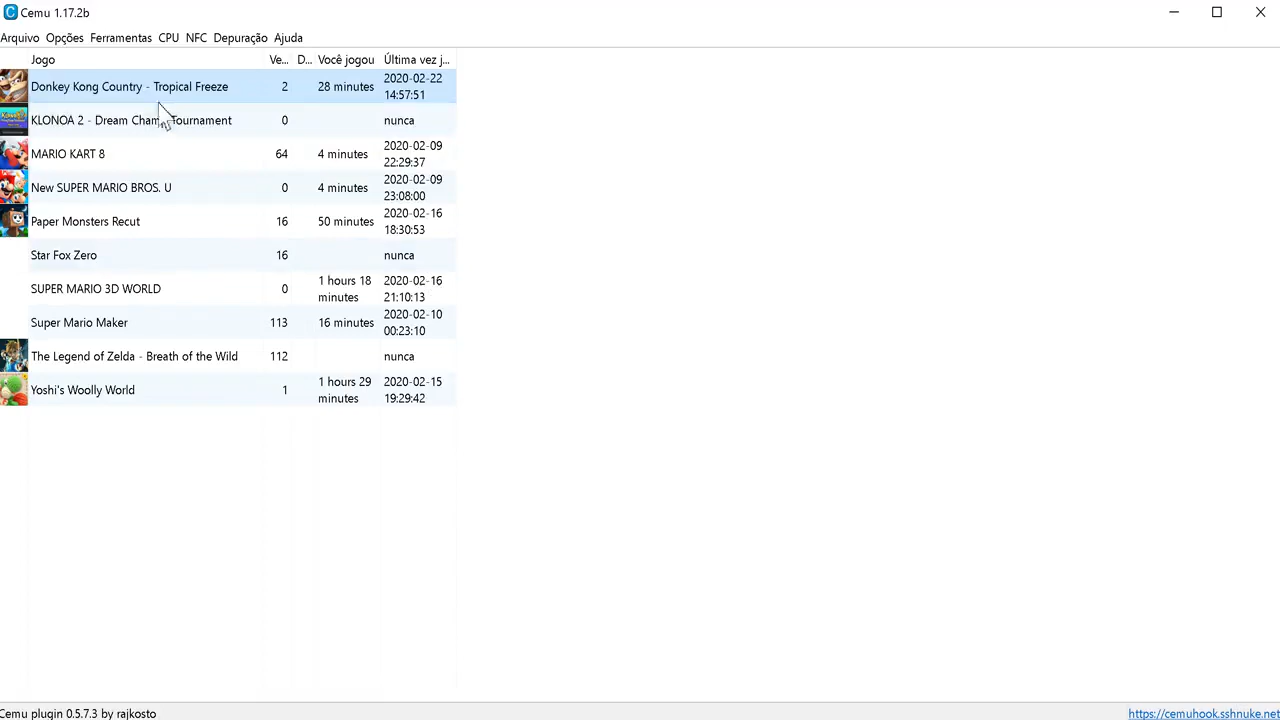 Cemu 1.17.2b
Arquivo Opções Ferramentas CPU NFC Depuração Ajuda
Jogo Ve... D... Você jogou Última vez j...
Donkey Kong Country - Tropical Freeze 2 28 minutes 2020-02-22 14:57:51
KLONOA 2 - Dream Cham Tournament 0 nunca
MARIO KART 8 64 4 minutes 2020-02-09 22:29:37
New SUPER MARIO BROS. U 0 4 minutes 2020-02-09 23:08:00
Paper Monsters Recut 16 50 minutes 2020-02-16 18:30:53
Star Fox Zero 16 nunca
SUPER MARIO 3D WORLD 0 1 hours 18 minutes 2020-02-16 21:10:13
Super Mario Maker 113 16 minutes 2020-02-10 00:23:10
The Legend of Zelda - Breath of the Wild 112 nunca
Yoshi's Woolly World 1 1 hours 29 minutes 2020-02-15 19:29:42
Cemu plugin 0.5.7.3 by rajkosto https://cemuhook.sshnuke.net